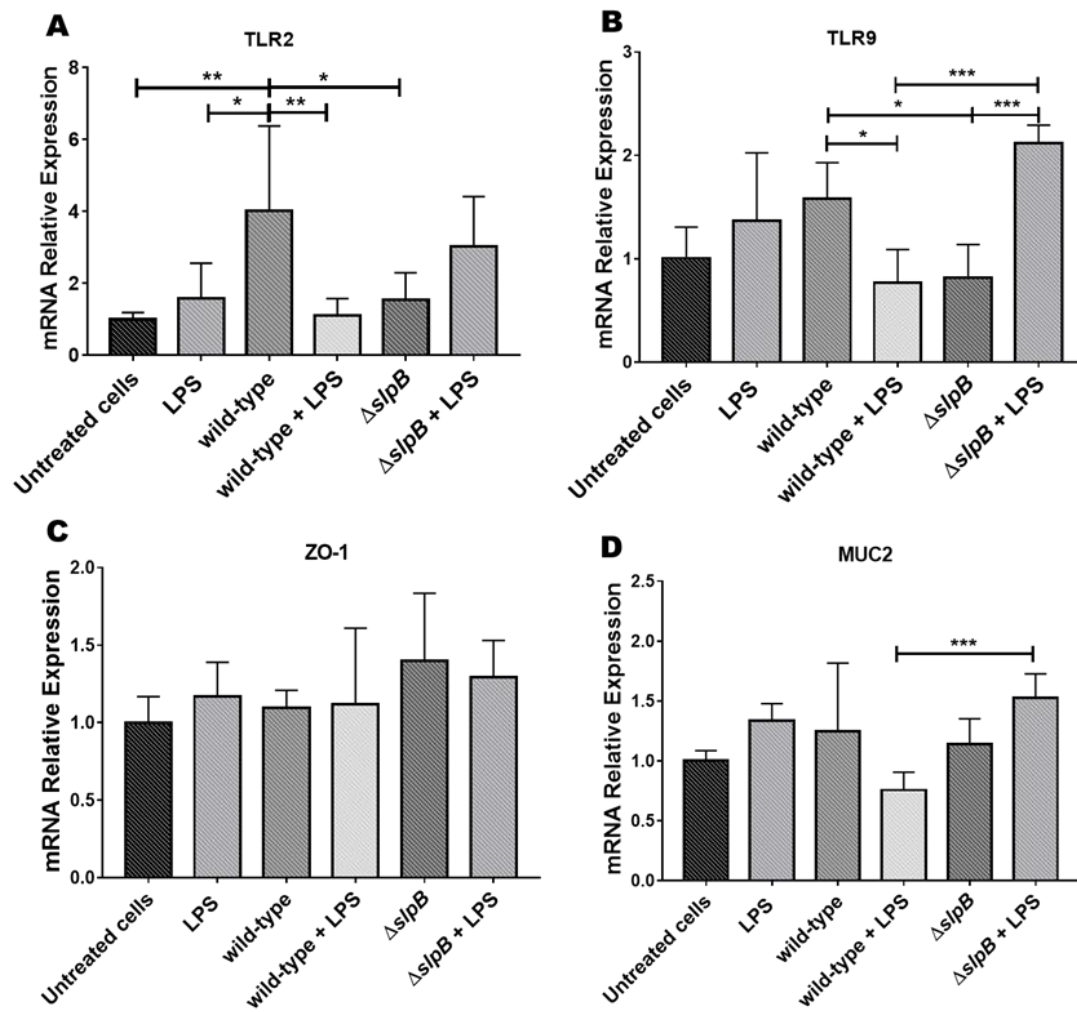 A
TLR2
mRNA Relative Expression
8
6
4
2
0
**
*
*
**
Untreated cells
LPS
wild-type
wild-type + LPS
ΔslpB
ΔslpB + LPS
B
TLR9
mRNA Relative Expression
3
2
1
0
***
*
***
*
Untreated cells
LPS
wild-type
wild-type + LPS
ΔslpB
ΔslpB + LPS
C
ZO-1
mRNA Relative Expression
2.0
1.5
1.0
0.5
0.0
Untreated cells
LPS
wild-type
wild-type + LPS
ΔslpB
ΔslpB + LPS
D
MUC2
mRNA Relative Expression
2.5
2.0
1.5
1.0
0.5
0.0
***
Untreated cells
LPS
wild-type
wild-type + LPS
ΔslpB
ΔslpB + LPS